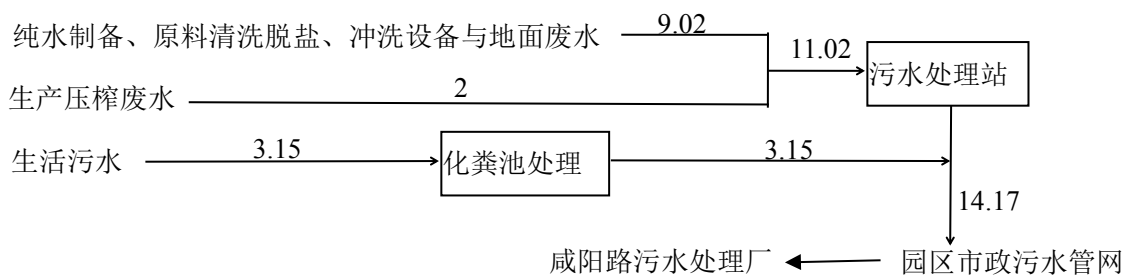 纯水制备、原料清洗脱盐、冲洗设备与地面废水 9.02
11.02
污水处理站
生产压榨废水 2
生活污水 3.15 化粪池处理 3.15
14.17
咸阳路污水处理厂 园区市政污水管网